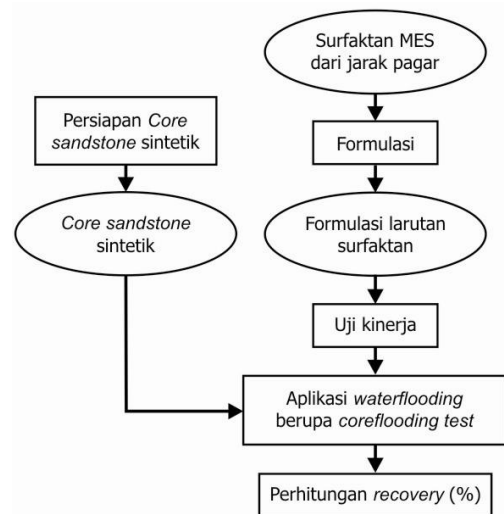 Surfaktan MES
dari jarak pagar
Persiapan Core
sandstone sintetik
Formulasi
Core sandstone
sintetik
Formulasi larutan
surfaktan
Uji kinerja
Aplikasi waterflooding
berupa coreflooding test
Perhitungan recovery (%)